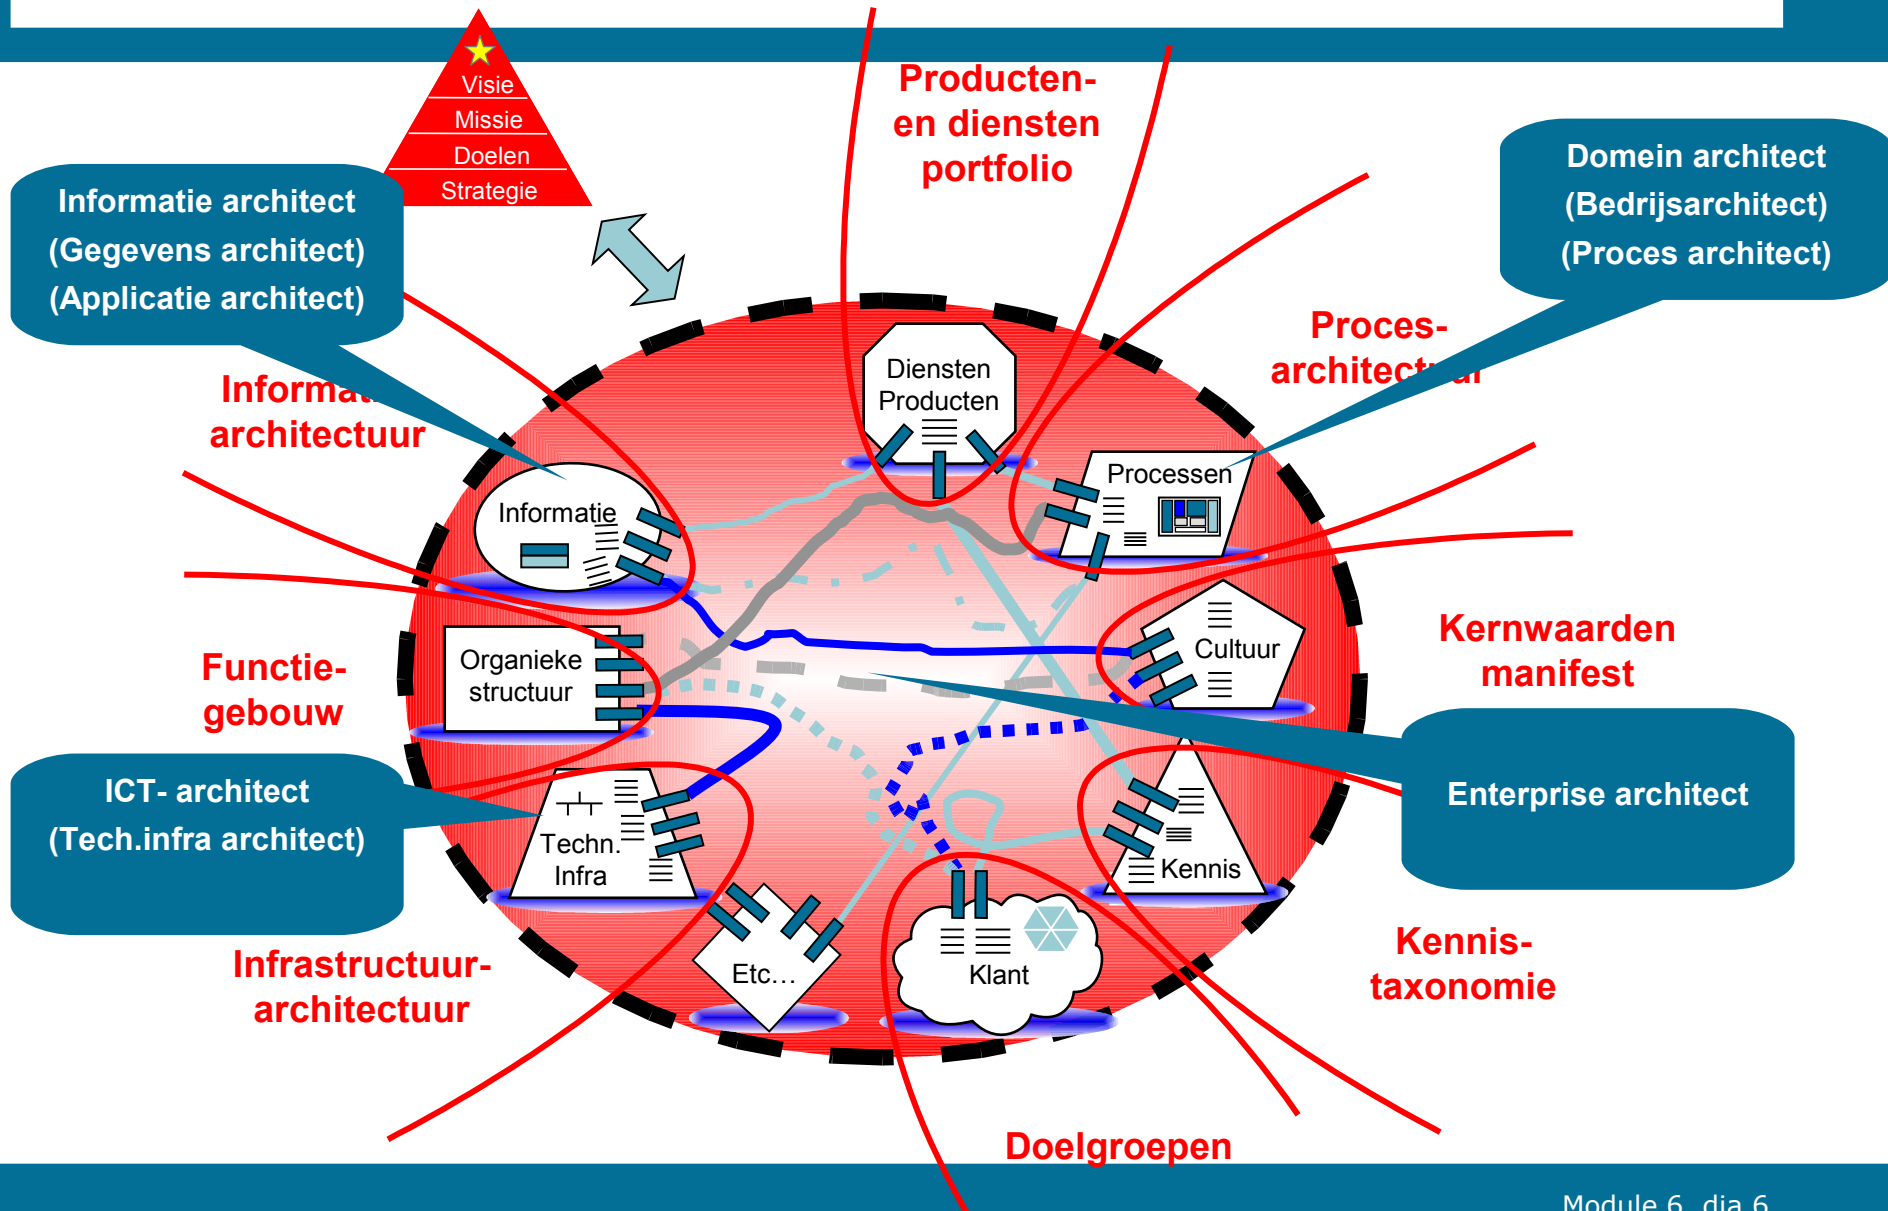 Visie
Missie
Doelen
Strategie
Producten-
en diensten
portfolio
Domein architect
(Bedrijsarchitect)
(Proces architect)
Informatie architect
(Gegevens architect)
(Applicatie architect)
Proces-
architectuur
Informatie
architectuur
Diensten
Producten
Processen
Informatie
Cultuur
Kernwaarden
manifest
Organieke
structuur
Functie-
gebouw
ICT- architect
(Tech.infra architect)
Enterprise architect
Techn.
Infra
Kennis
Etc...
Klant
Kennis-
taxonomie
Infrastructuur-
architectuur
Doelgroepen
Module 6 dia 6